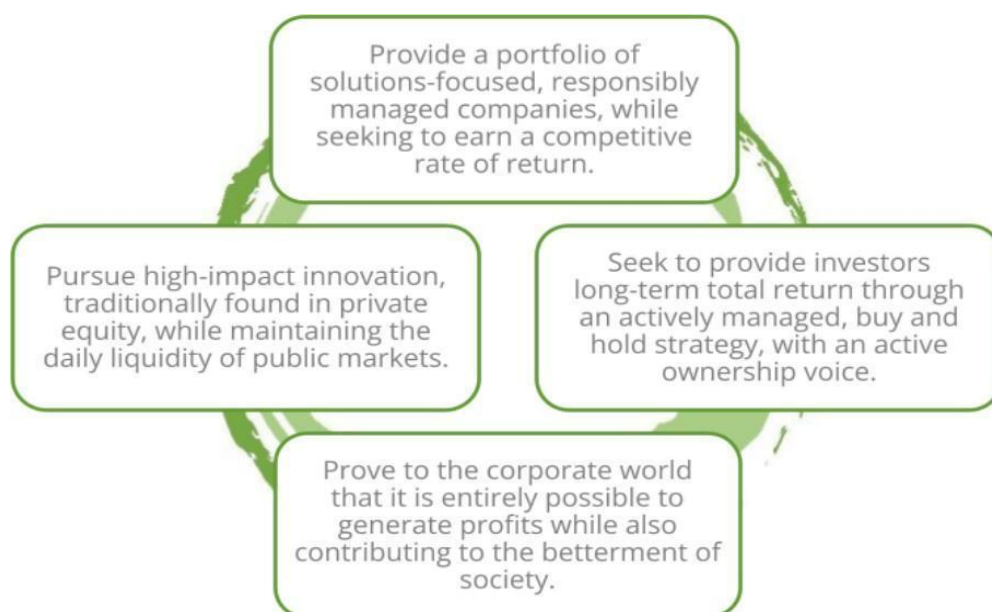 Provide a portfolio of
solutions-focused, responsibly
managed companies, while
seeking to earn a competitive
rate of return.
Pursue high-impact innovation,
traditionally found in private
equity, while maintaining the
daily liquidity of public markets.
Seek to provide investors
long-term total return through
an actively managed, buy and
hold strategy, with an active
ownership voice.
Prove to the corporate world
that it is entirely possible to
generate profits while also
contributing to the betterment of
society.